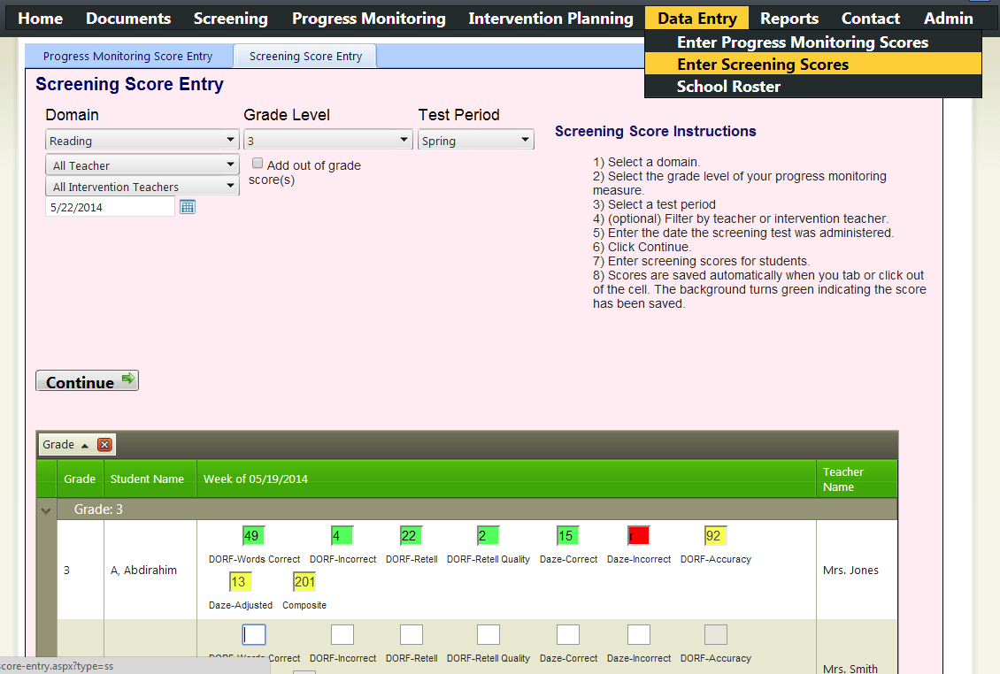 Home Documents Screening Progress Monitoring Intervention Planning Data Entry Reports Contact Admin
Enter Progress Monitoring Scores
Enter Screening Scores
School Roster
Progress Monitoring Score Entry Screening Score Entry
Screening Score Entry
Domain Grade Level Test Period
Reading 3 Spring
All Teacher
Add out of grade score(s)
All Intervention Teachers
5/22/2014
Screening Score Instructions
1) Select a domain.
2) Select the grade level of your progress monitoring
measure.
3) Select a test period
4) (optional) Filter by teacher or intervention teacher.
5) Enter the date the screening test was administered.
6) Click Continue.
7) Enter screening scores for students.
8) Scores are saved automatically when you tab or click out
of the cell. The background turns green indicating the score
has been saved.
Continue
Grade
Grade Student Name Week of 05/19/2014 Teacher Name
Grade: 3
49 4 22 2 15 r 92
DORF-Words Correct DORF-Incorrect DORF-Retell DORF-Retell Quality Daze-Correct Daze-Incorrect DORF-Accuracy
3 A, Abdirahim Mrs. Jones
13 201
Daze-Adjusted Composite
DORF-Words Correct DORF-Incorrect DORF-Retell DORF-Retell Quality Daze-Correct Daze-Incorrect DORF-Accuracy
Mrs. Smith
core-entry.aspx?type=ss